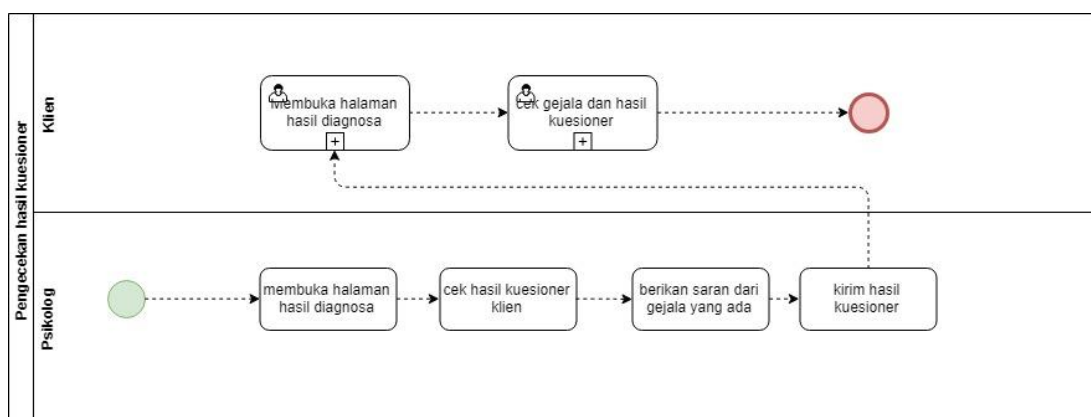 Pengecekan hasil kuesioner
Klien
Membuka halaman
hasil diagnosa
cek gejala dan hasil
kuesioner
Psikolog
membuka halaman
hasil diagnosa
cek hasil kuesioner
klien
berikan saran dari
gejala yang ada
kirim hasil
kuesioner